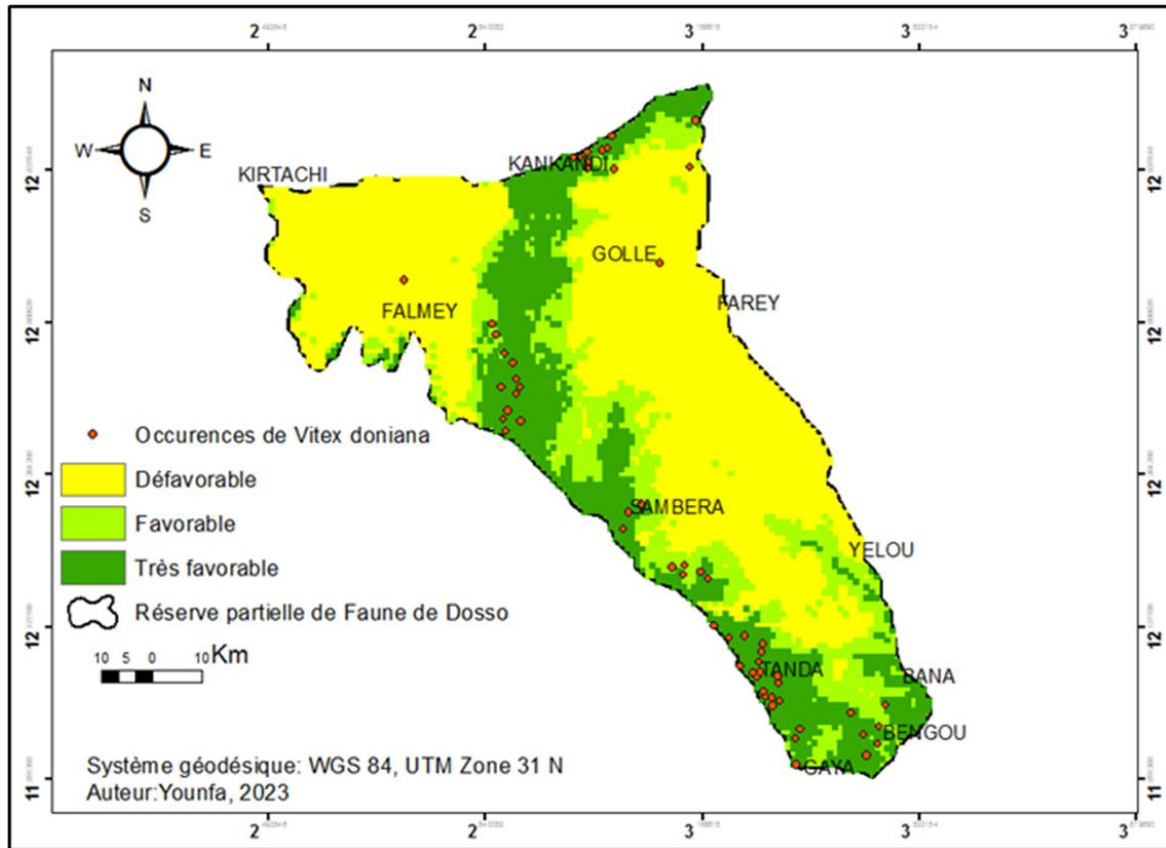 2 2 3 3 3
N
W E
S
KIRTACHI
KANKANDI
12 12
GOLLE
FAREY
FALMEY
12 12
Occurences de Vitex doniana
Défavorable
Favorable
Très favorable
Réserve partielle de Faune de Dosso
10 5 0 10 Km
12 12
SAMBERA
YELOU
12 12
TANDA
BANA
BENGOU
GAYA
Système géodésique: WGS 84, UTM Zone 31 N
Auteur:Younfa, 2023
11 11
2 2 3 3 3